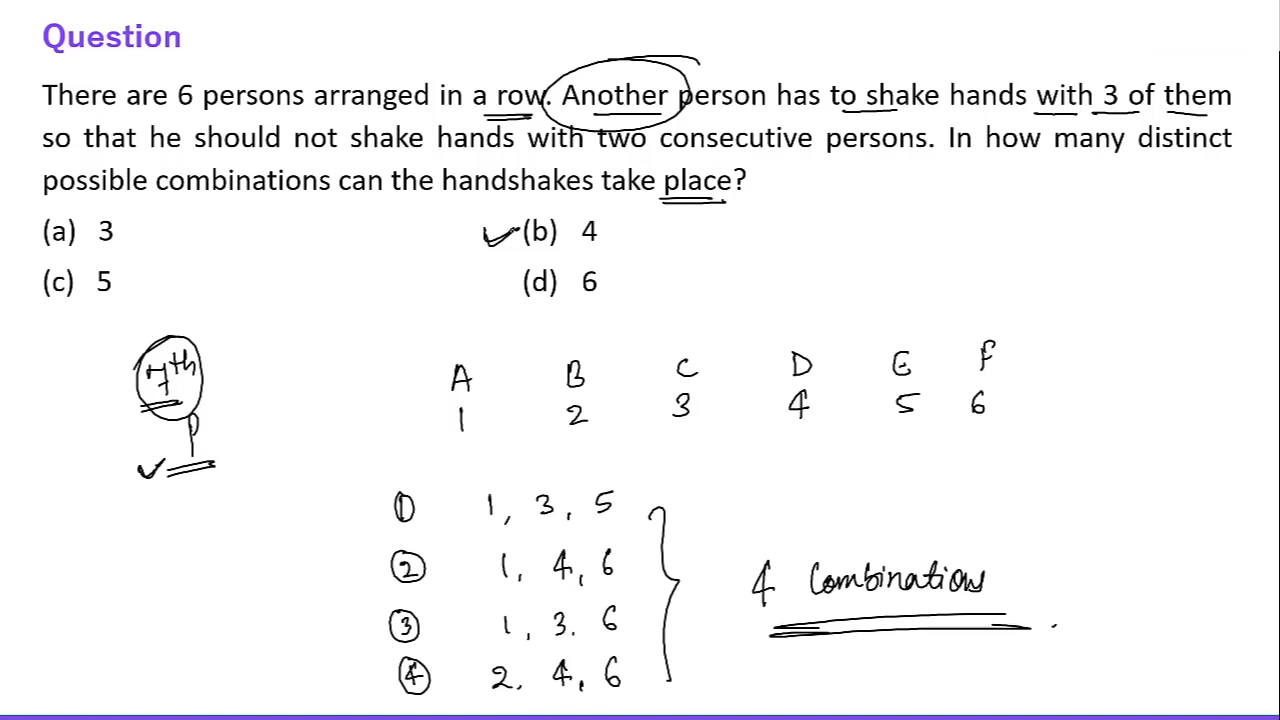 Question
There are 6 persons arranged in a row. Another person has to shake hands with 3 of them
so that he should not shake hands with two consecutive persons. In how many distinct
possible combinations can the handshakes take place?
(a) 3 (b) 4
(c) 5 (d) 6
7th
P
A B C D E F
1 2 3 4 5 6
① 1, 3, 5
② 1, 4, 6
③ 1, 3. 6
④ 2. 4, 6
4 Combinations